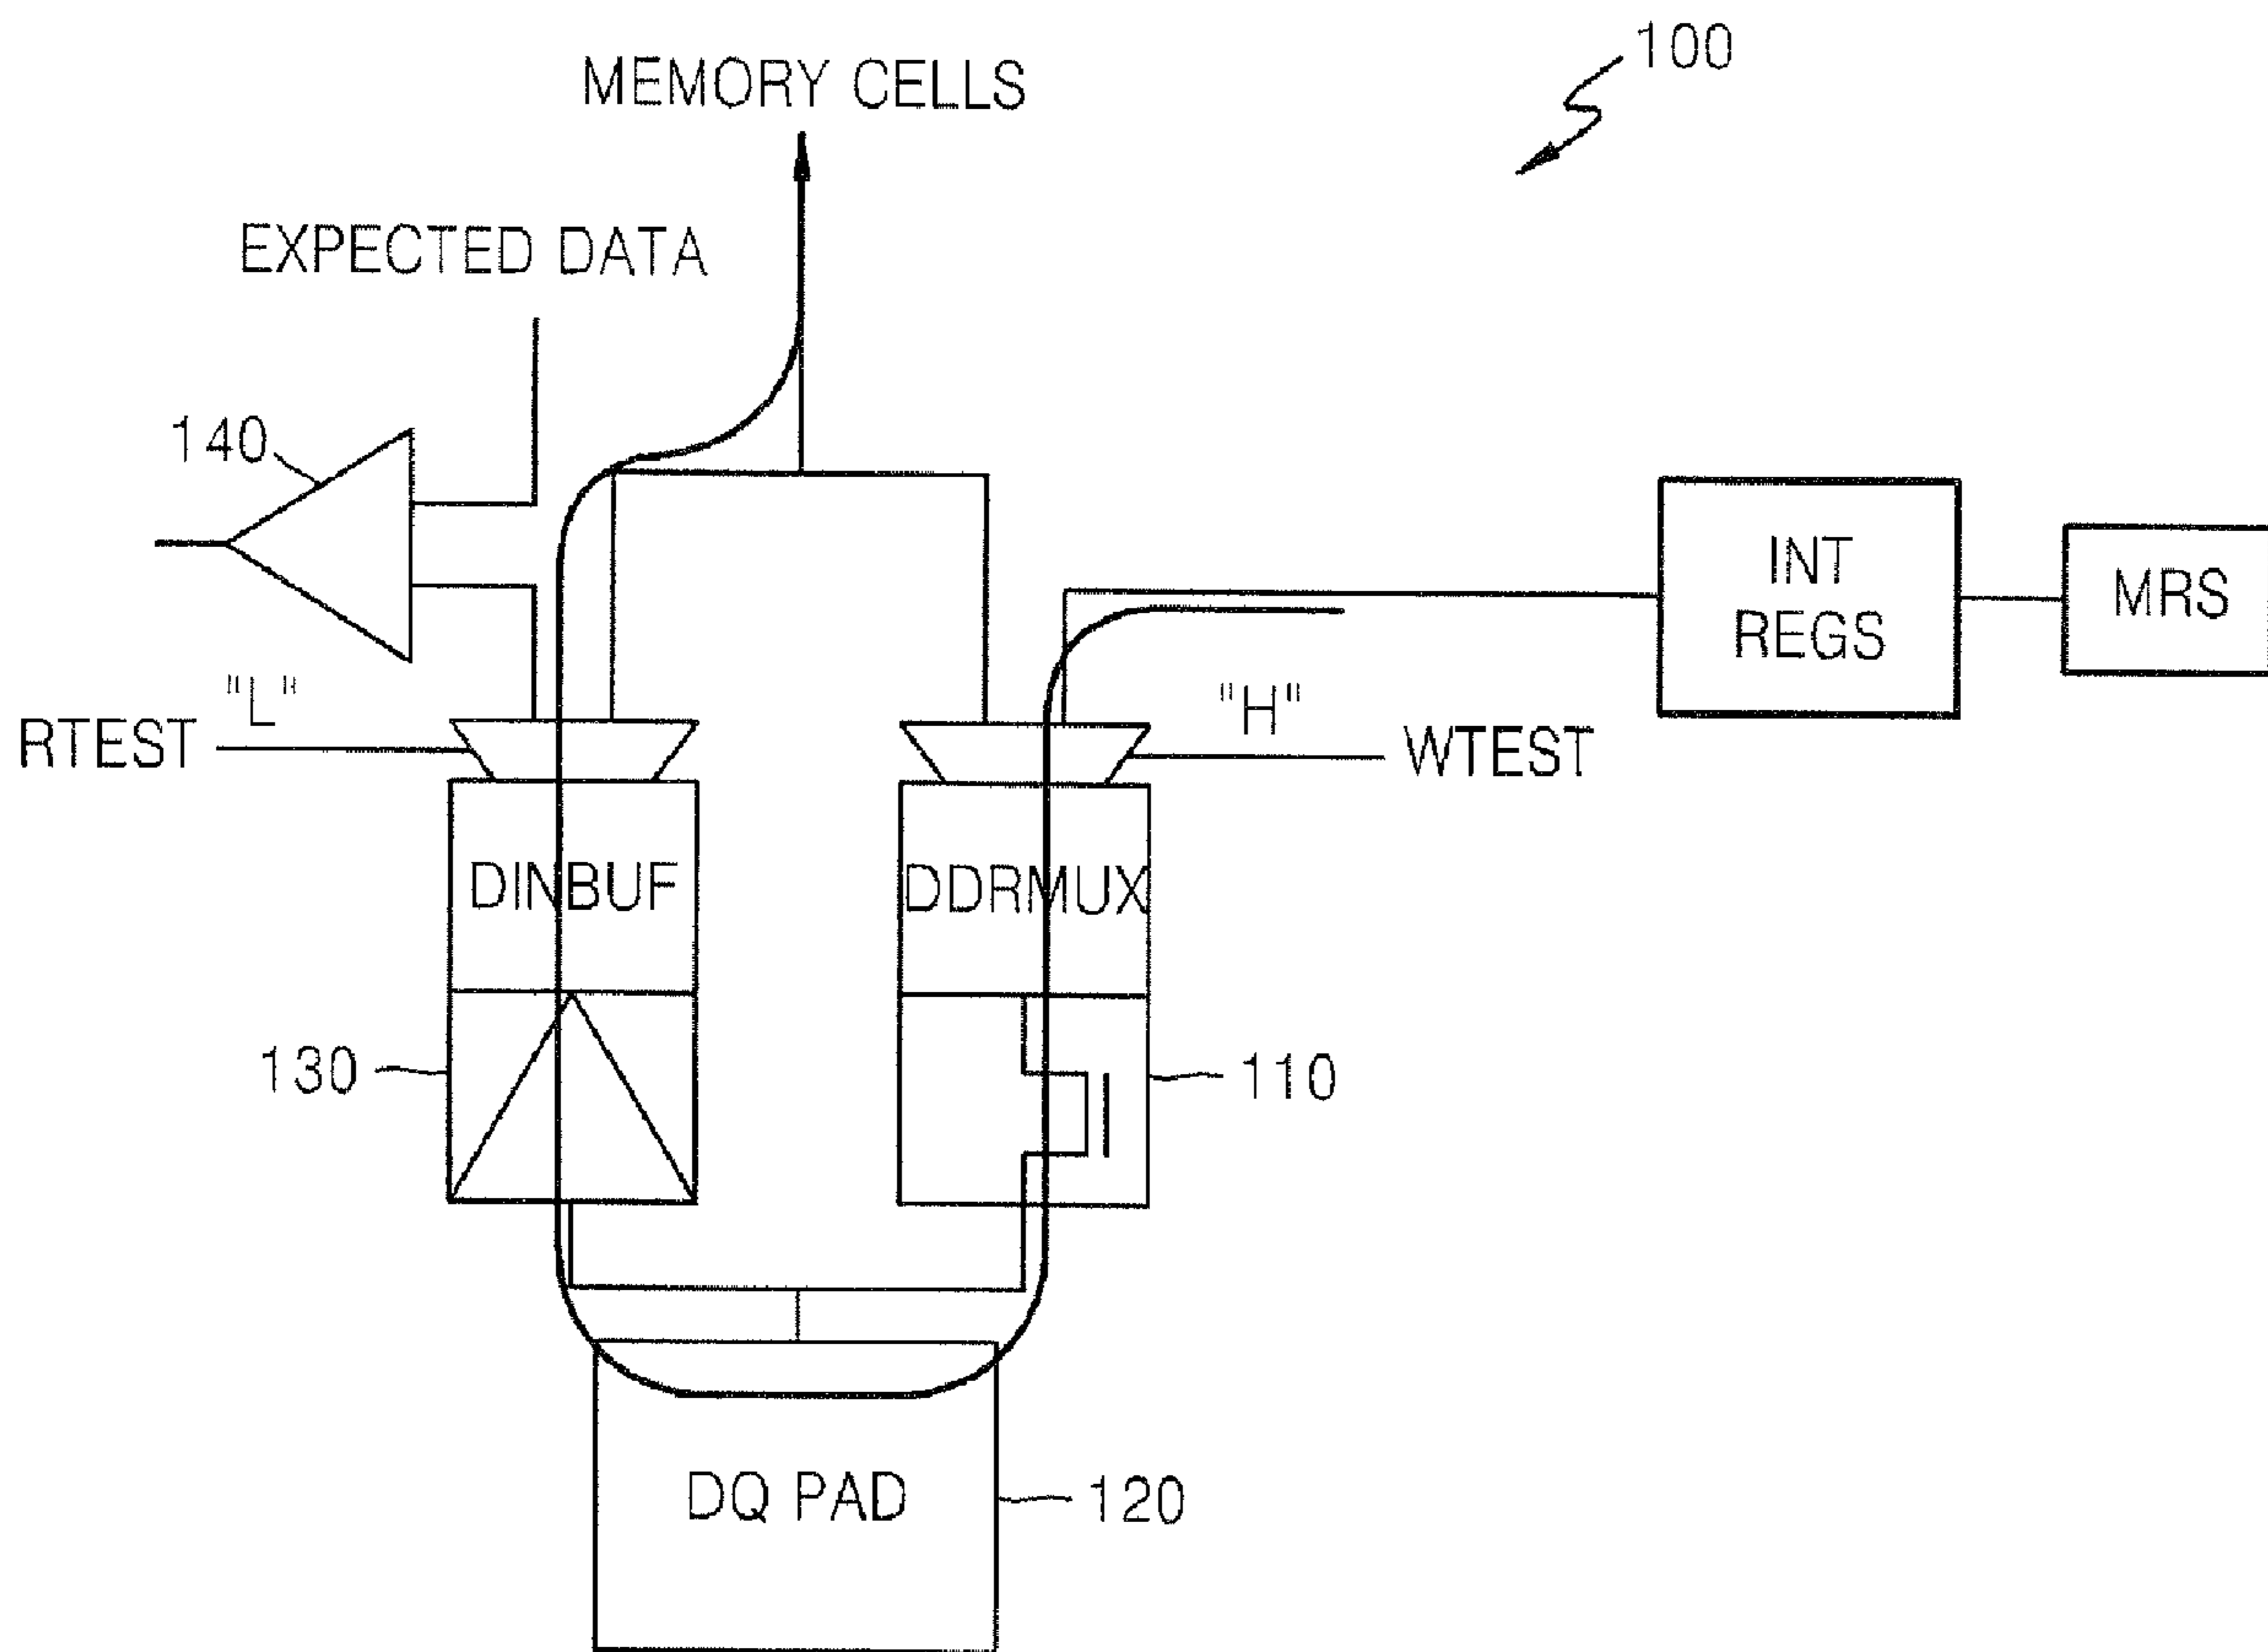 100
MEMORY CELLS
EXPECTED DATA
140
INT
REGS
MRS
"L"
"H"
RTEST
WTEST
DINBUF
DDRMUX
130
110
DQ PAD
120